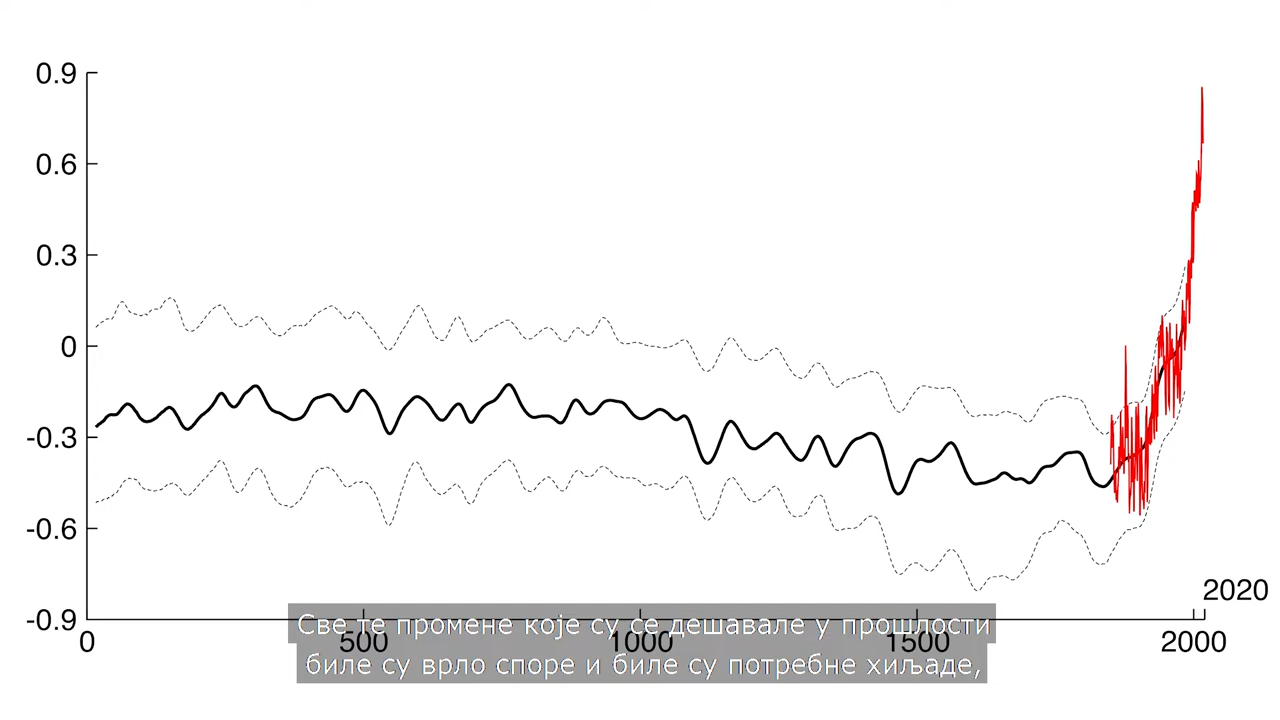 0.9
0.6
0.3
0
-0.3
-0.6
-0.9
2020
0 500 1000 1500 2000
Све те промене које су се дешавале у прошлости
биле су врло споре и биле су потребне хиљаде,